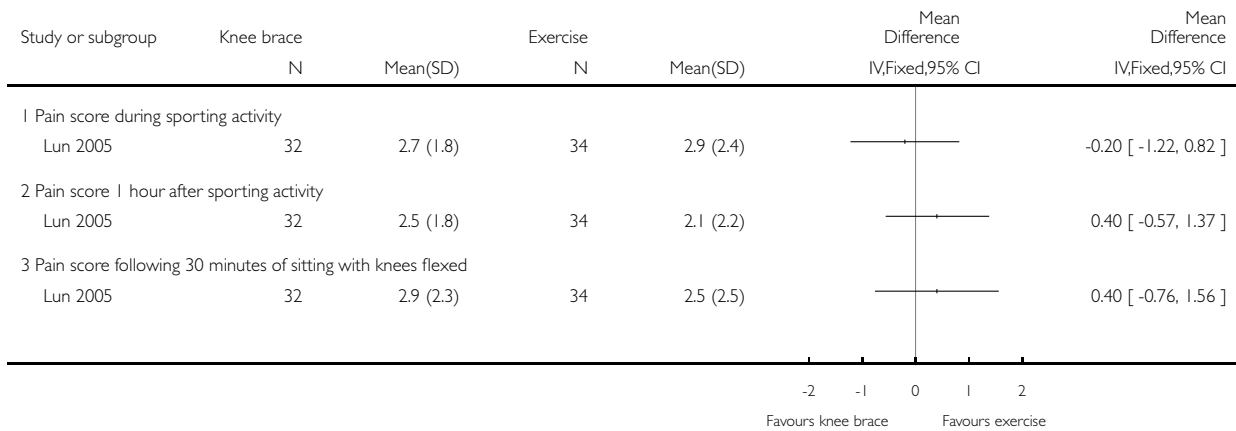 Study or subgroup Knee brace Exercise Mean Difference Mean Difference
N Mean(SD) N Mean(SD) IV,Fixed,95% CI IV,Fixed,95% CI
1 Pain score during sporting activity
Lun 2005 32 2.7 (1.8) 34 2.9 (2.4) -0.20 [ -1.22, 0.82 ]
2 Pain score 1 hour after sporting activity
Lun 2005 32 2.5 (1.8) 34 2.1 (2.2) 0.40 [ -0.57, 1.37 ]
3 Pain score following 30 minutes of sitting with knees flexed
Lun 2005 32 2.9 (2.3) 34 2.5 (2.5) 0.40 [ -0.76, 1.56 ]
-2 -1 0 1 2
Favours knee brace Favours exercise